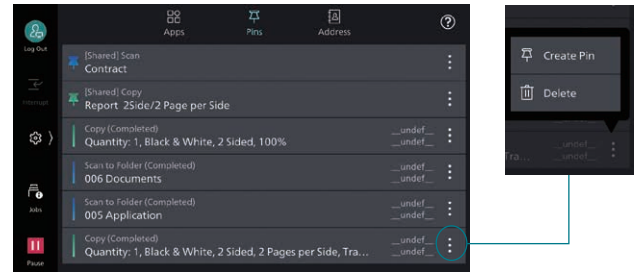 Apps
Pins
Address
Log Out
[Shared] Scan
Contract
Interrupt
[Shared] Copy
Report 2Side/2 Page per Side
Copy (Completed)
Quantity: 1, Black & White, 2 Sided, 100%
__undef__
__undef__
Scan to Folder (Completed)
006 Documents
__undef__
__undef__
Scan to Folder (Completed)
005 Application
__undef__
__undef__
Jobs
Copy (Completed)
Quantity: 1, Black & White, 2 Sided, 2 Pages per Side, Tra...
__undef__
__undef__
Pause
Create Pin
Delete
__undef__
Tra... __undef__